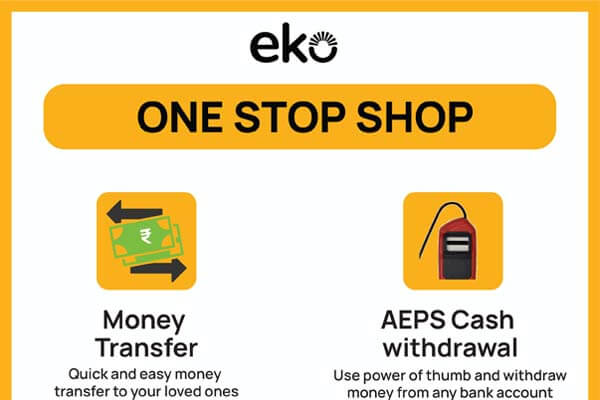 eko
ONE STOP SHOP
₹
Money
Transfer
Quick and easy money
transfer to your loved ones
AEPS Cash
withdrawal
Use power of thumb and withdraw
money from any bank account